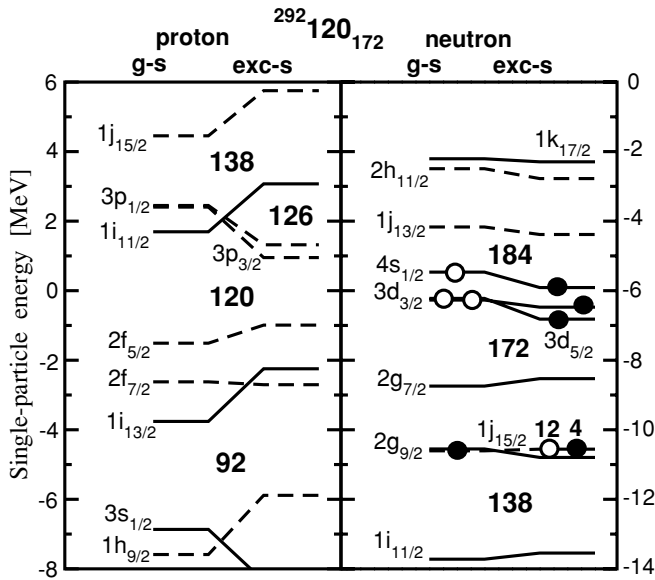 ²⁹²120₁₇₂
proton neutron
g-s exc-s g-s exc-s
Single-particle energy [MeV]
6
4
2
0
-2
-4
-6
-8
1j₁₅/₂
138
3p₁/₂
126
1i₁₁/₂
3p₃/₂
120
2f₅/₂
2f₇/₂
1i₁₃/₂
92
3s₁/₂
1h₉/₂
1k₁₇/₂
2h₁₁/₂
1j₁₃/₂
184
4s₁/₂
3d₃/₂
3d₅/₂
172
2g₇/₂
1j₁₅/₂ 12 4
2g₉/₂
138
1i₁₁/₂
0
-2
-4
-6
-8
-10
-12
-14